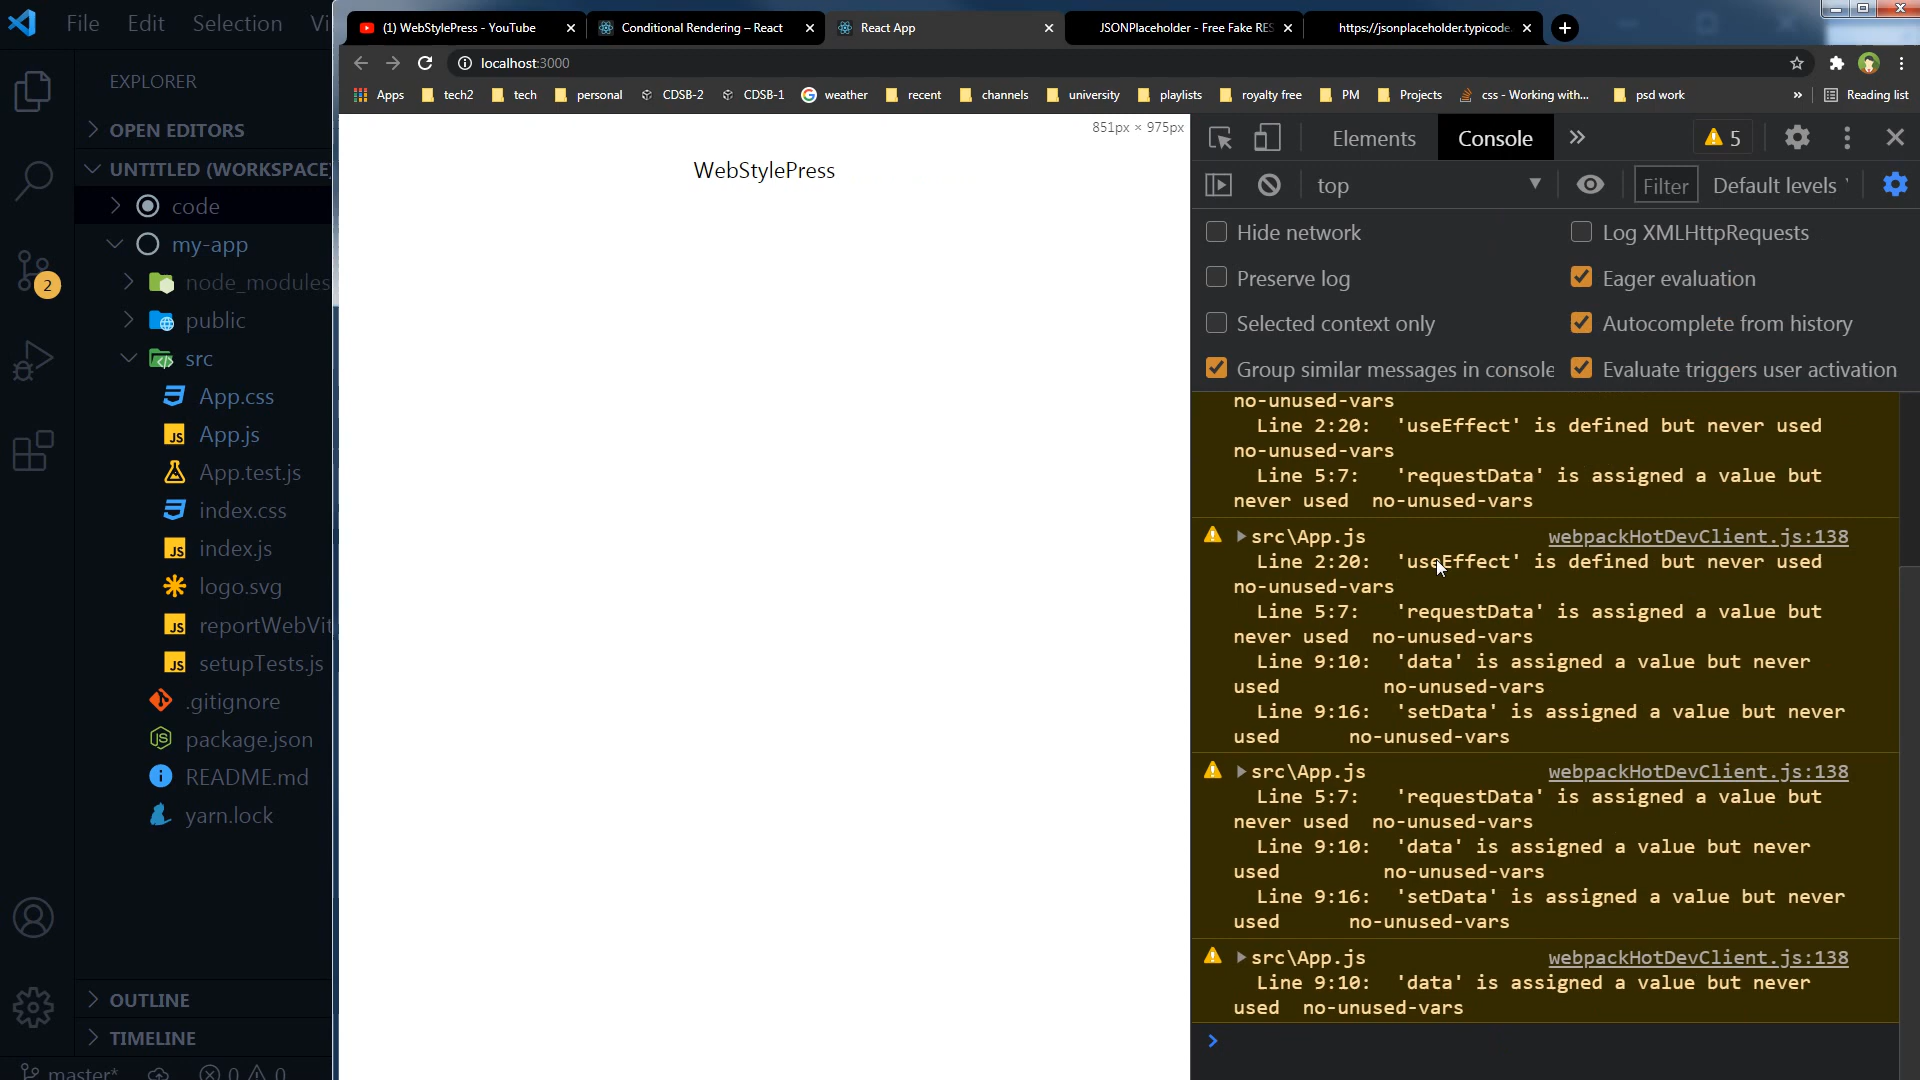 File Edit Selection Vi
EXPLORER
OPEN EDITORS
UNTITLED (WORKSPACE)
code
my-app
node_modules
public
src
App.css
App.js
App.test.js
index.css
index.js
logo.svg
reportWebVit
setupTests.js
.gitignore
package.json
README.md
yarn.lock
OUTLINE
TIMELINE
master* 0 0
2
(1) WebStylePress - YouTube
Conditional Rendering – React
React App
JSONPlaceholder - Free Fake RES
https://jsonplaceholder.typicode.
localhost:3000
Apps tech2 tech personal CDSB-2 CDSB-1 weather recent channels university playlists royalty free PM Projects css - Working with... psd work » Reading list
851px × 975px
WebStylePress
Elements Console 5
top Filter Default levels
Hide network
Log XMLHttpRequests
Preserve log
Eager evaluation
Selected context only
Autocomplete from history
Group similar messages in console
Evaluate triggers user activation
no-unused-vars
Line 2:20: 'useEffect' is defined but never used
no-unused-vars
Line 5:7: 'requestData' is assigned a value but
never used no-unused-vars
src\App.js webpackHotDevClient.js:138
Line 2:20: 'useEffect' is defined but never used
no-unused-vars
Line 5:7: 'requestData' is assigned a value but
never used no-unused-vars
Line 9:10: 'data' is assigned a value but never
used no-unused-vars
Line 9:16: 'setData' is assigned a value but never
used no-unused-vars
src\App.js webpackHotDevClient.js:138
Line 5:7: 'requestData' is assigned a value but
never used no-unused-vars
Line 9:10: 'data' is assigned a value but never
used no-unused-vars
Line 9:16: 'setData' is assigned a value but never
used no-unused-vars
src\App.js webpackHotDevClient.js:138
Line 9:10: 'data' is assigned a value but never
used no-unused-vars